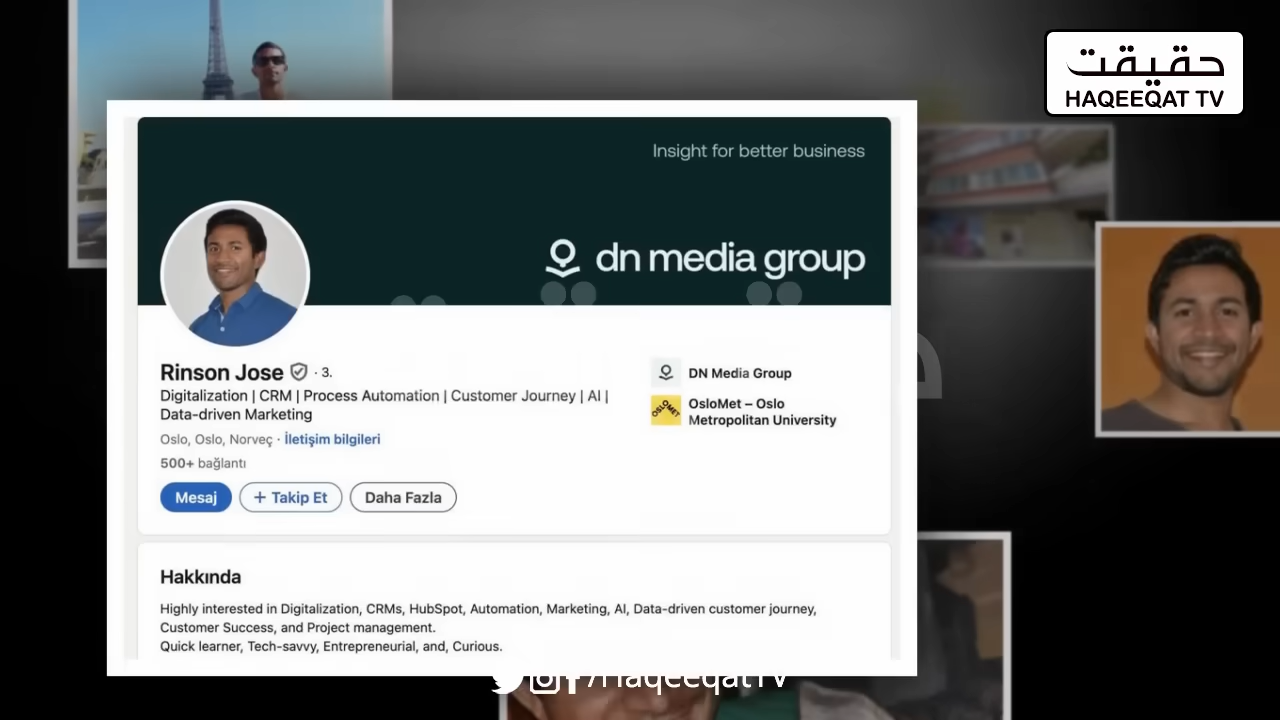 حقیقت
HAQEEQAT TV
Insight for better business
dn media group
Rinson Jose · 3.
Digitalization | CRM | Process Automation | Customer Journey | AI |
Data-driven Marketing
Oslo, Oslo, Norveç · İletişim bilgileri
500+ bağlantı
Mesaj
+ Takip Et
Daha Fazla
DN Media Group
OSLOMET
OsloMet – Oslo
Metropolitan University
Hakkında
Highly interested in Digitalization, CRMs, HubSpot, Automation, Marketing, AI, Data-driven customer journey,
Customer Success, and Project management.
Quick learner, Tech-savvy, Entrepreneurial, and, Curious.
/HaqeeqatTV